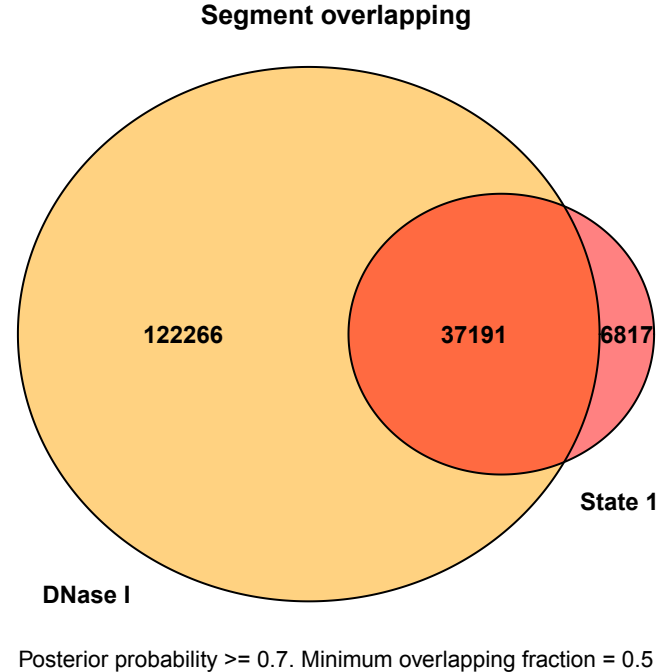 Segment overlapping
122266
37191
6817
State 1
DNase I
Posterior probability >= 0.7. Minimum overlapping fraction = 0.5